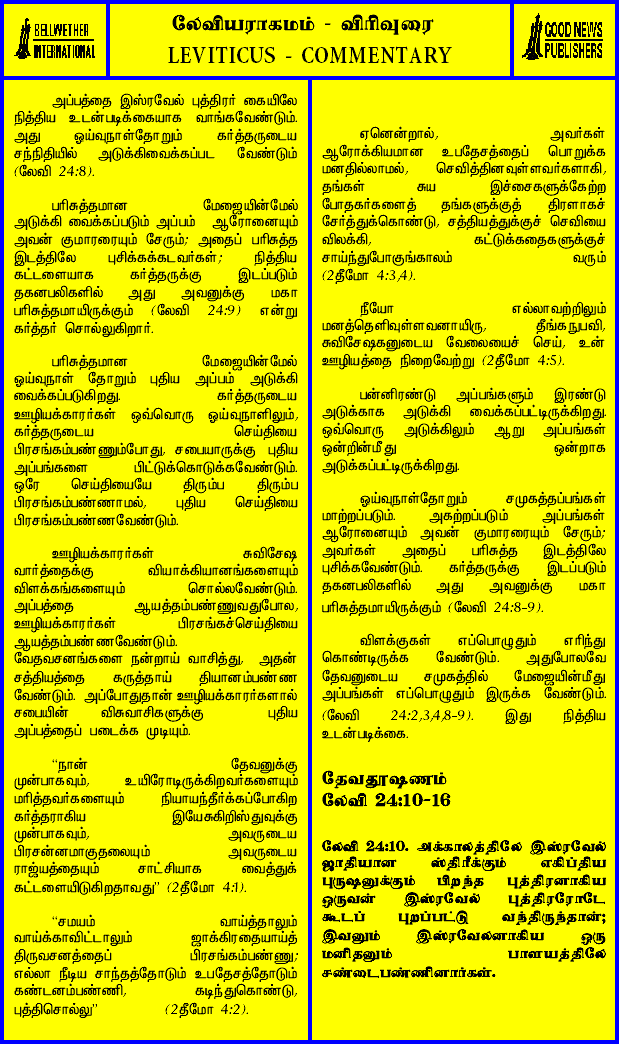 BELLWETHER
INTERNATIONAL
லேவியராகமம் - விரிவுரை
LEVITICUS - COMMENTARY
GOOD NEWS
PUBLISHERS
அப்பத்தை இஸ்ரவேல் புத்திரர் கையிலே
நித்திய உடன்படிக்கையாக வாங்கவேண்டும்.
அது ஓய்வுநாள்தோறும் கர்த்தருடைய
சந்நிதியில் அடுக்கிவைக்கப்பட வேண்டும்
(லேவி 24:8).
பரிசுத்தமான மேஜையின்மேல்
அடுக்கி வைக்கப்படும் அப்பம் ஆரோனையும்
அவன் குமாரரையும் சேரும்; அதைப் பரிசுத்த
இடத்திலே புசிக்கக்கடவர்கள்; நித்திய
கட்டளையாக கர்த்தருக்கு இடப்படும்
தகனபலிகளில் அது அவனுக்கு மகா
பரிசுத்தமாயிருக்கும் (லேவி 24:9) என்று
கர்த்தர் சொல்லுகிறார்.
பரிசுத்தமான மேஜையின்மேல்
ஓய்வுநாள் தோறும் புதிய அப்பம் அடுக்கி
வைக்கப்படுகிறது. கர்த்தருடைய
ஊழியக்காரர்கள் ஒவ்வொரு ஓய்வுநாளிலும்,
கர்த்தருடைய செய்தியை
பிரசங்கம்பண்ணும்போது, சபையாருக்கு புதிய
அப்பங்களை பிட்டுக்கொடுக்கவேண்டும்.
ஒரே செய்தியையே திரும்ப திரும்ப
பிரசங்கம்பண்ணாமல், புதிய செய்தியை
பிரசங்கம்பண்ணவேண்டும்.
ஊழியக்காரர்கள் சுவிசேஷ
வார்த்தைக்கு வியாக்கியானங்களையும்
விளக்கங்களையும் சொல்லவேண்டும்.
அப்பத்தை ஆயத்தம்பண்ணுவதுபோல,
ஊழியக்காரர்கள் பிரசங்கச்செய்தியை
ஆயத்தம்பண்ணவேண்டும்.
வேதவசனங்களை நன்றாய் வாசித்து, அதன்
சத்தியத்தை கருத்தாய் தியானம்பண்ண
வேண்டும். அப்போதுதான் ஊழியக்காரர்களால்
சபையின் விசுவாசிகளுக்கு புதிய
அப்பத்தைப் படைக்க முடியும்.
“நான் தேவனுக்கு
முன்பாகவும், உயிரோடிருக்கிறவர்களையும்
மரித்தவர்களையும் நியாயந்தீர்க்கப்போகிற
கர்த்தராகிய இயேசுகிறிஸ்துவுக்கு
முன்பாகவும், அவருடைய
பிரசன்னமாகுதலையும் அவருடைய
ராஜ்யத்தையும் சாட்சியாக வைத்துக்
கட்டளையிடுகிறதாவது” (2தீமோ 4:1).
“சமயம் வாய்த்தாலும்
வாய்க்காவிட்டாலும் ஜாக்கிரதையாய்த்
திருவசனத்தைப் பிரசங்கம்பண்ணு;
எல்லா நீடிய சாந்தத்தோடும் உபதேசத்தோடும்
கண்டனம்பண்ணி, கடிந்துகொண்டு,
புத்திசொல்லு” (2தீமோ 4:2).
ஏனென்றால், அவர்கள்
ஆரோக்கியமான உபதேசத்தைப் பொறுக்க
மனதில்லாமல், செவித்தினவுள்ளவர்களாகி,
தங்கள் சுய இச்சைகளுக்கேற்ற
போதகர்களைத் தங்களுக்குத் திரளாகச்
சேர்த்துக்கொண்டு, சத்தியத்துக்குச் செவியை
விலக்கி, கட்டுக்கதைகளுக்குச்
சாய்ந்துபோகுங்காலம் வரும்
(2தீமோ 4:3,4).
நீயோ எல்லாவற்றிலும்
மனத்தெளிவுள்ளவனாயிரு, தீங்கநுபவி,
சுவிசேஷகனுடைய வேலையைச் செய், உன்
ஊழியத்தை நிறைவேற்று (2தீமோ 4:5).
பன்னிரண்டு அப்பங்களும் இரண்டு
அடுக்காக அடுக்கி வைக்கப்பட்டிருக்கிறது.
ஒவ்வொரு அடுக்கிலும் ஆறு அப்பங்கள்
ஒன்றின்மீது ஒன்றாக
அடுக்கப்பட்டிருக்கிறது.
ஓய்வுநாள்தோறும் சமுகத்தப்பங்கள்
மாற்றப்படும். அகற்றப்படும் அப்பங்கள்
ஆரோனையும் அவன் குமாரரையும் சேரும்;
அவர்கள் அதைப் பரிசுத்த இடத்திலே
புசிக்கவேண்டும். கர்த்தருக்கு இடப்படும்
தகனபலிகளில் அது அவனுக்கு மகா
பரிசுத்தமாயிருக்கும் (லேவி 24:8-9).
விளக்குகள் எப்பொழுதும் எரிந்து
கொண்டிருக்க வேண்டும். அதுபோலவே
தேவனுடைய சமுகத்தில் மேஜையின்மீது
அப்பங்கள் எப்பொழுதும் இருக்க வேண்டும்.
(லேவி 24:2,3,4,8-9). இது நித்திய
உடன்படிக்கை.
தேவதூஷணம்
லேவி 24:10-16
லேவி 24:10. அக்காலத்திலே இஸ்ரவேல்
ஜாதியான ஸ்திரீக்கும் எகிப்திய
புருஷனுக்கும் பிறந்த புத்திரனாகிய
ஒருவன் இஸ்ரவேல் புத்திரரோடே
கூடப் புறப்பட்டு வந்திருந்தான்;
இவனும் இஸ்ரவேலனாகிய ஒரு
மனிதனும் பாளயத்திலே
சண்டைபண்ணினார்கள்.